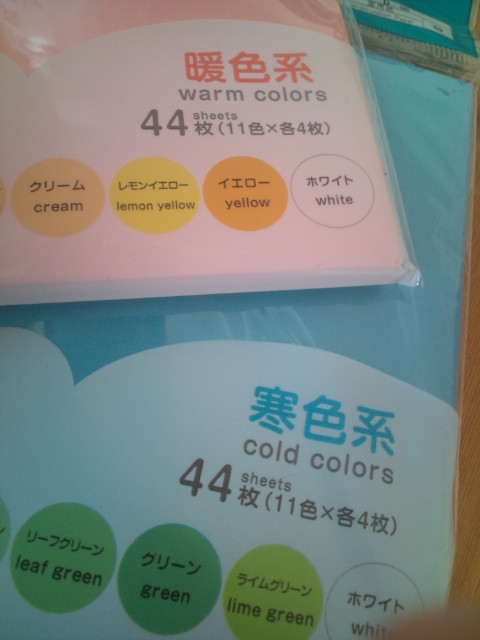 暖色系
warm colors
44 sheets 枚(11色×各4枚)
クリーム
cream
レモンイエロー
lemon yellow
イエロー
yellow
ホワイト
white
寒色系
cold colors
44 sheets 枚(11色×各4枚)
リーフグリーン
leaf green
グリーン
green
ライムグリーン
lime green
ホワイト